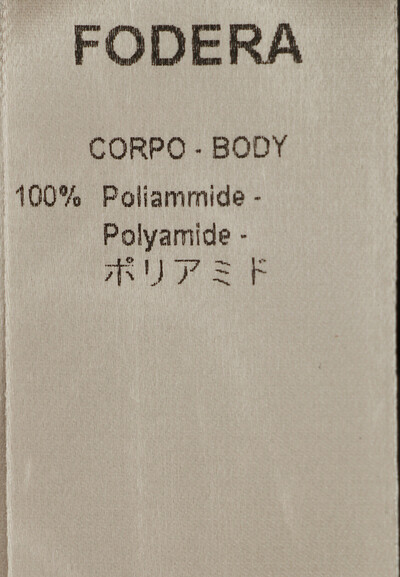 FODERA
CORPO - BODY
100% Poliammide -
Polyamide -
ポリアミド